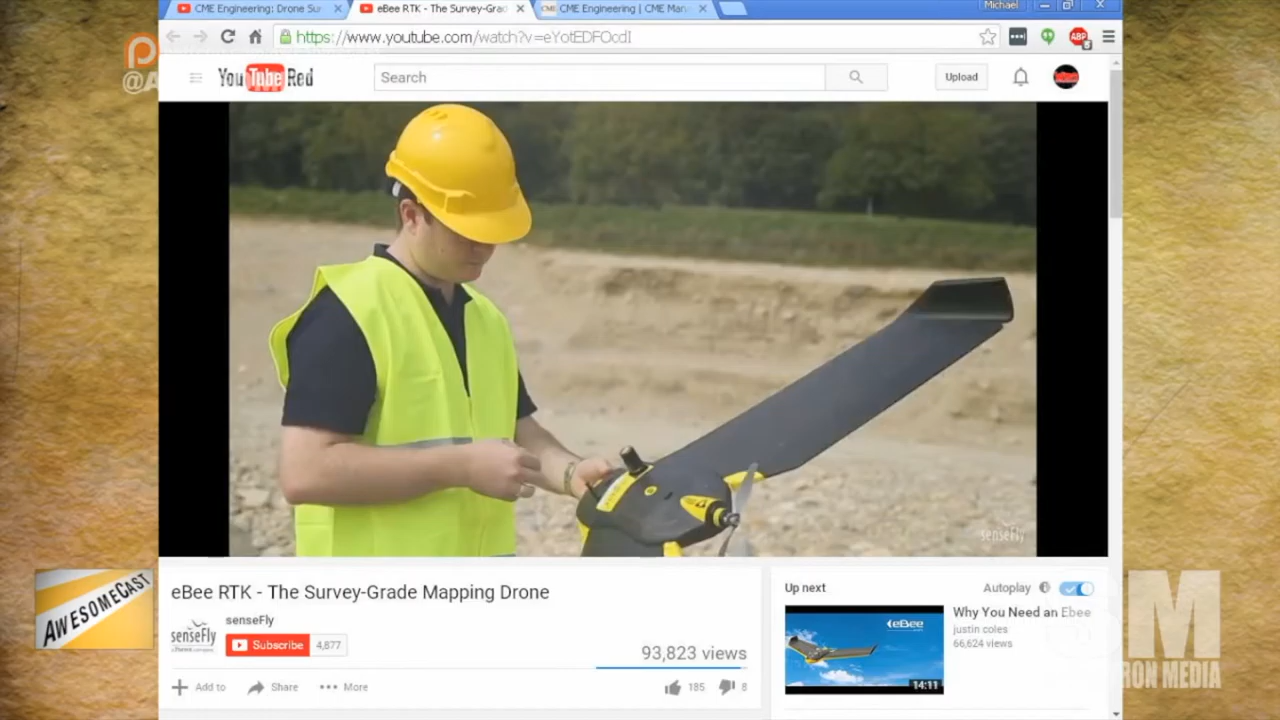 CME Engineering: Drone Sur
eBee RTK - The Survey-Grad
CME Engineering | CME Man
Michael
https://www.youtube.com/watch?v=eYotEDFOcdI
ABP
@A
YouTube Red
Search
Upload
senseFly
eBee RTK - The Survey-Grade Mapping Drone
senseFly
senseFly
Subscribe 4,877
93,823 views
Add to
Share
More
185
8
Up next
Autoplay
eBee
14:11
Why You Need an Ebee
justin coles
66,624 views
AWESOMECAST
M
RON MEDIA